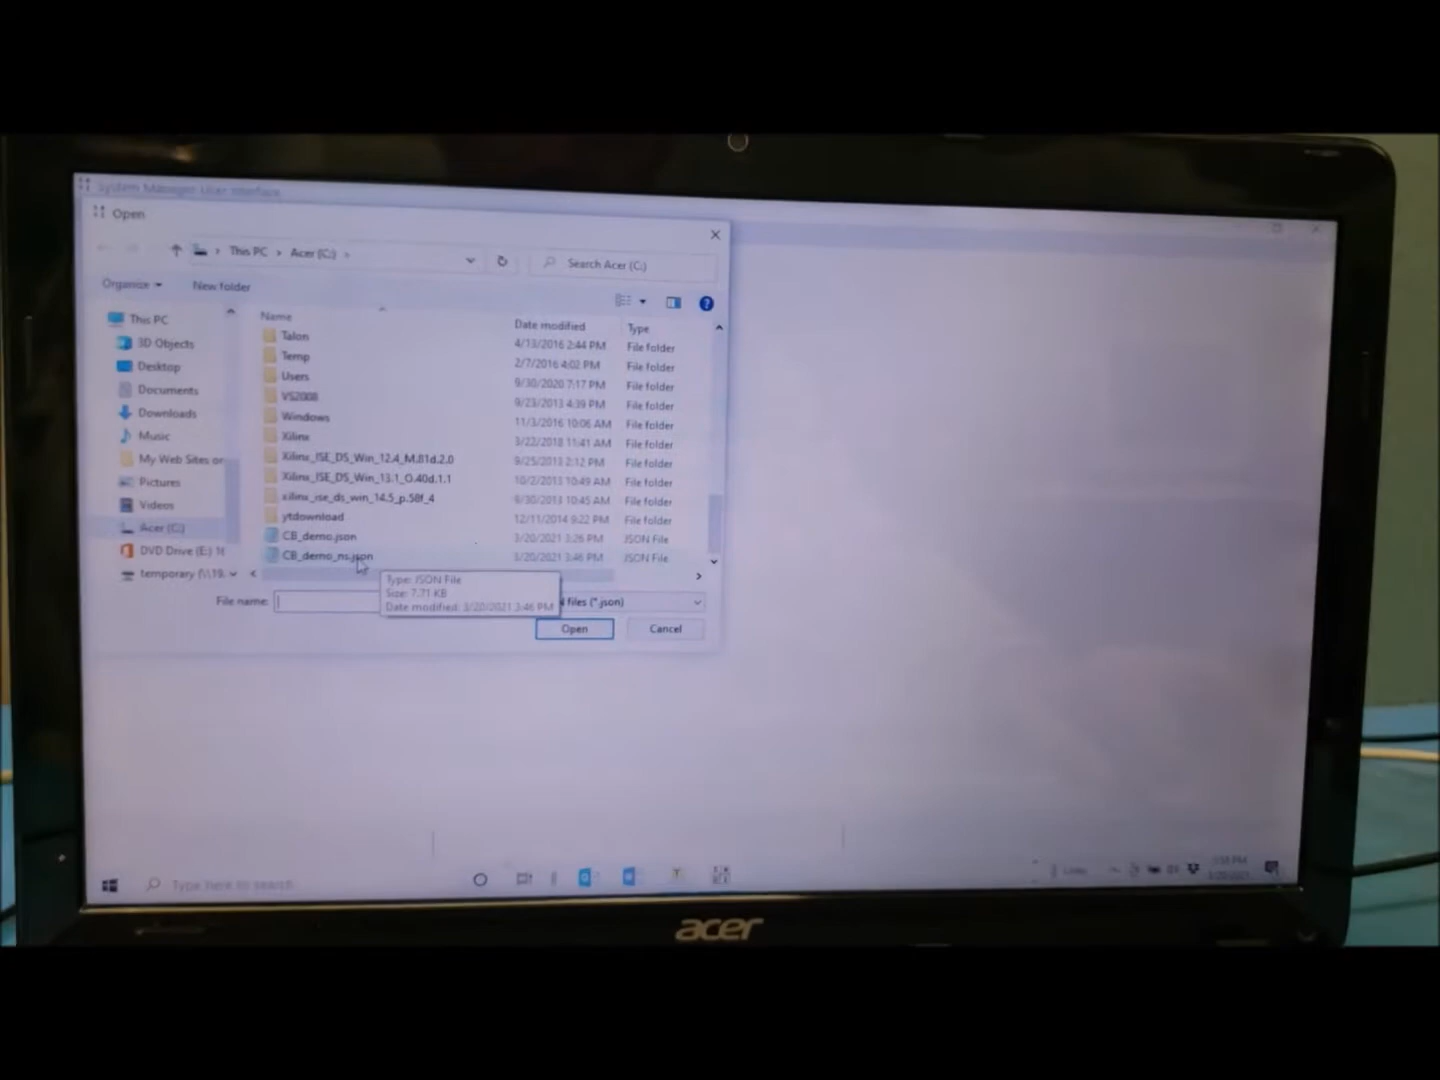 System Manager User Interface
Open
This PC › Acer (C:) ›
Search Acer (C:)
Organize
New folder
Name
Date modified
Type
This PC
3D Objects
Desktop
Documents
Downloads
Music
My Web Sites on
Pictures
Videos
Acer (C:)
DVD Drive (E:) 16
temporary (\\19.
Talon 4/13/2016 2:44 PM File folder
Temp 2/7/2016 4:02 PM File folder
Users 9/30/2020 7:17 PM File folder
VS2008 9/23/2013 4:39 PM File folder
Windows 11/3/2016 10:06 AM File folder
Xilinx 3/22/2018 11:41 AM File folder
Xilinx_ISE_DS_Win_12.4_M.81d.2.0 9/25/2013 2:12 PM File folder
Xilinx_ISE_DS_Win_13.1_O.40d.1.1 10/2/2013 10:49 AM File folder
xilinx_ise_ds_win_14.5_p.58f_4 9/30/2013 10:45 AM File folder
ytdownload 12/11/2014 9:22 PM File folder
CB_demo.json 3/20/2021 3:26 PM JSON File
CB_demo_ns.json 3/20/2021 3:46 PM JSON File
Type: JSON File
Size: 7.71 KB
Date modified: 3/20/2021 3:46 PM
File name:
files (*.json)
Open
Cancel
Type here to search
acer